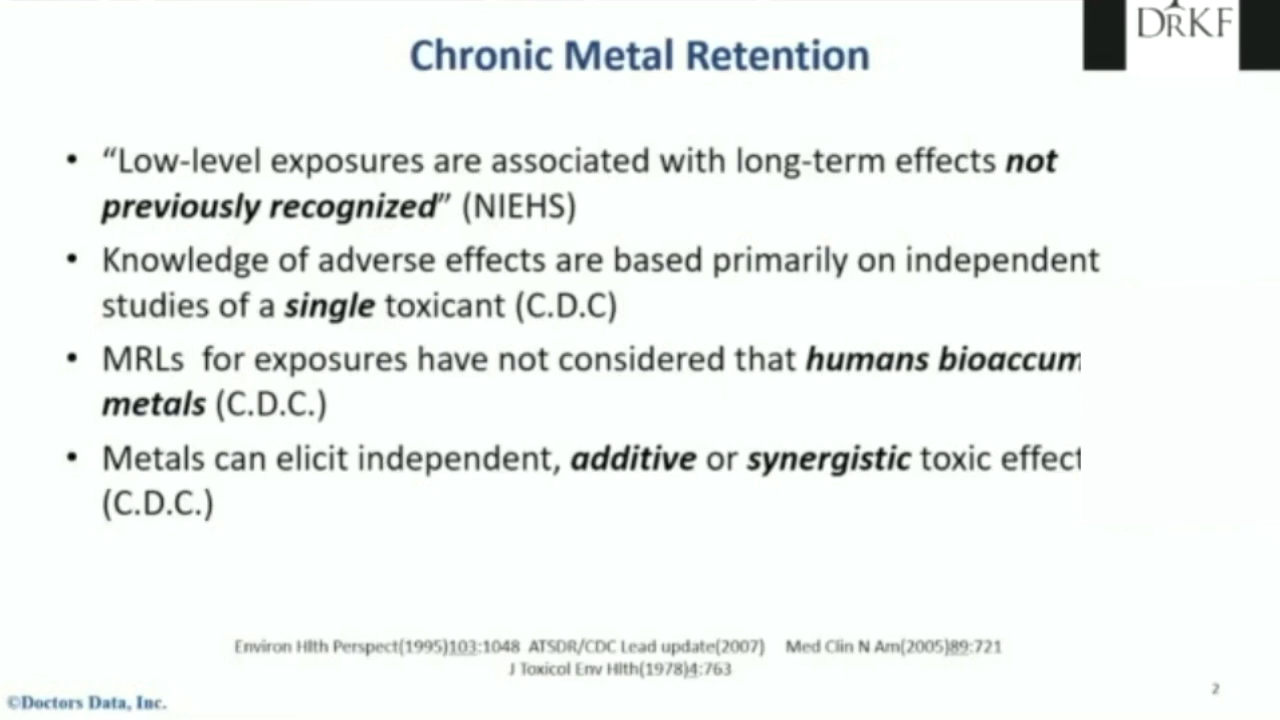 DRKF
Chronic Metal Retention
• “Low-level exposures are associated with long-term effects not
previously recognized” (NIEHS)
• Knowledge of adverse effects are based primarily on independent
studies of a single toxicant (C.D.C)
• MRLs for exposures have not considered that humans bioaccum
metals (C.D.C.)
• Metals can elicit independent, additive or synergistic toxic effect
(C.D.C.)
Environ Hlth Perspect(1995)103:1048 ATSDR/CDC Lead update(2007) Med Clin N Am(2005)89:721
J Toxicol Env Hlth(1978)4:763
2
©Doctors Data, Inc.